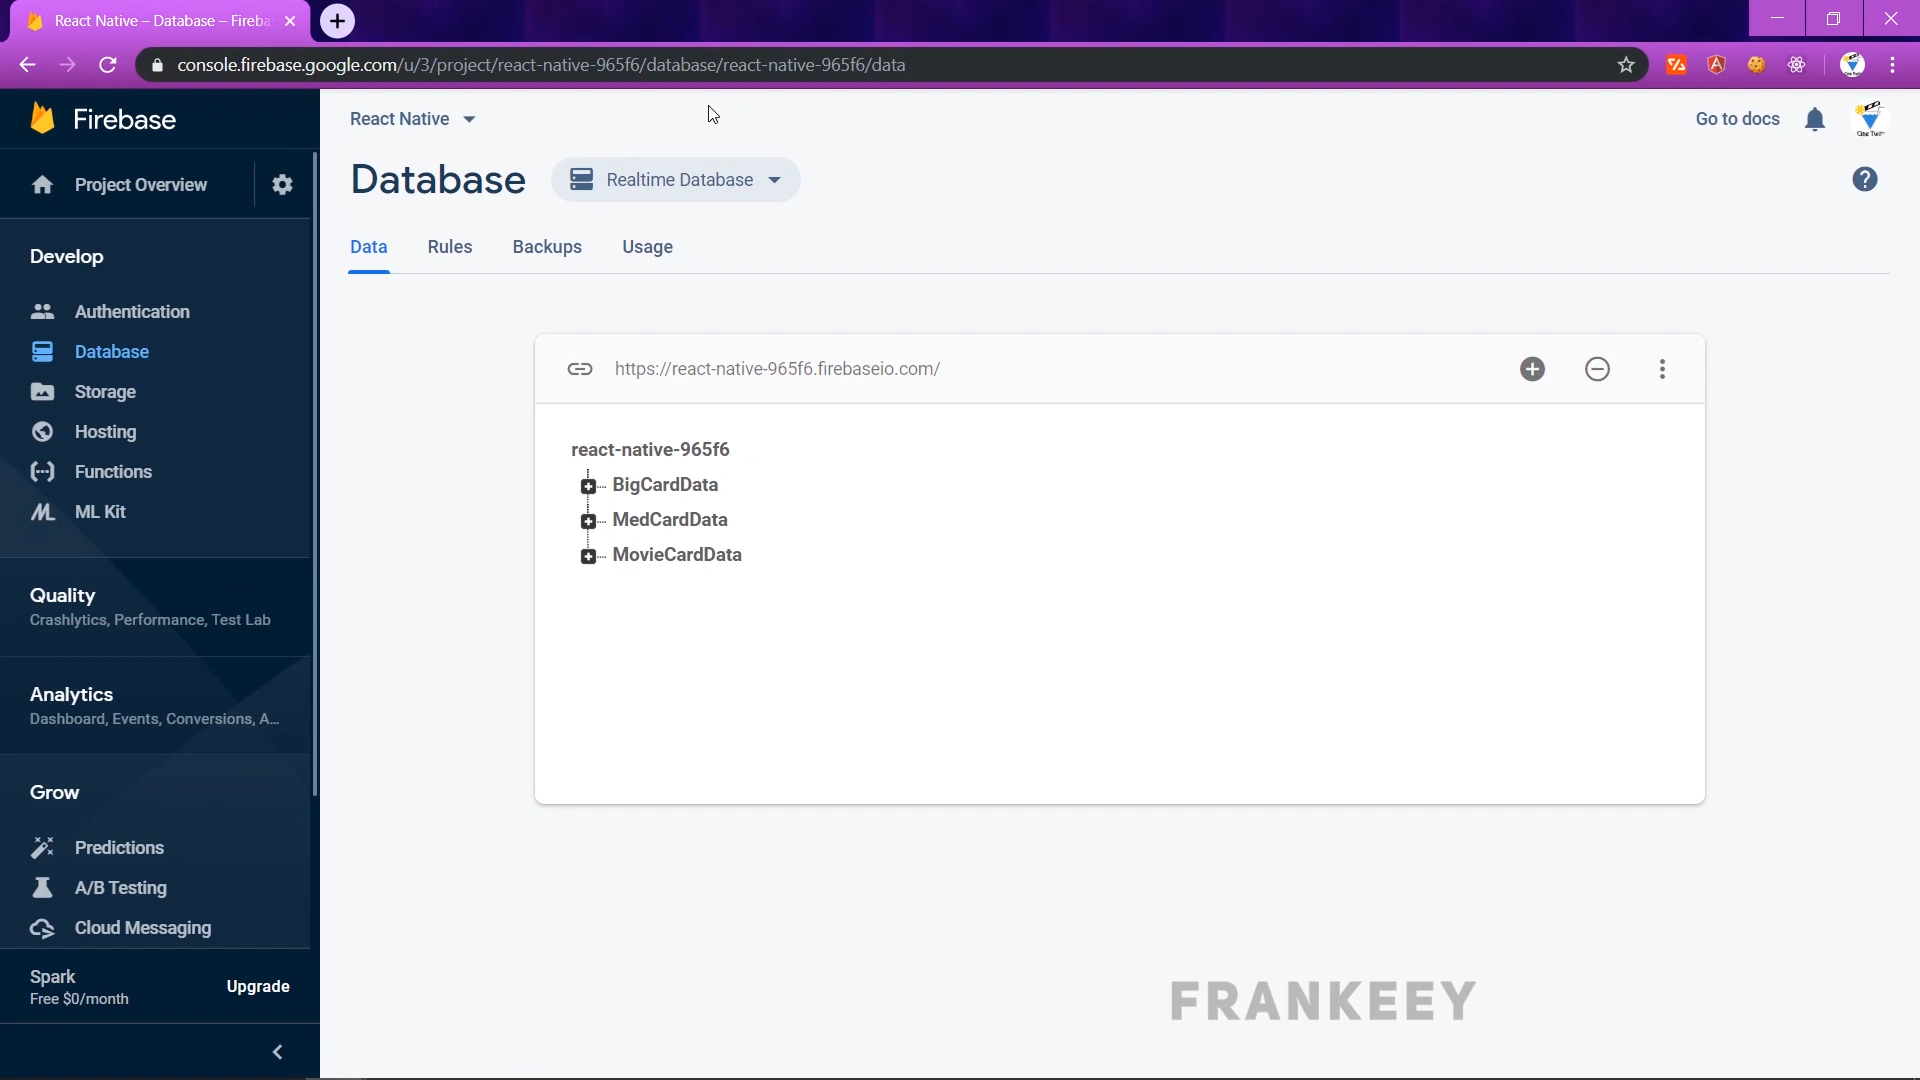 React Native – Database – Fireba
console.firebase.google.com/u/3/project/react-native-965f6/database/react-native-965f6/data
Firebase
React Native
Go to docs
Project Overview
Database
Realtime Database
Data
Rules
Backups
Usage
Develop
Authentication
Database
Storage
Hosting
Functions
ML Kit
https://react-native-965f6.firebaseio.com/
react-native-965f6
BigCardData
MedCardData
MovieCardData
Quality
Crashlytics, Performance, Test Lab
Analytics
Dashboard, Events, Conversions, A...
Grow
Predictions
A/B Testing
Cloud Messaging
Spark
Free $0/month
Upgrade
FRANKEEY